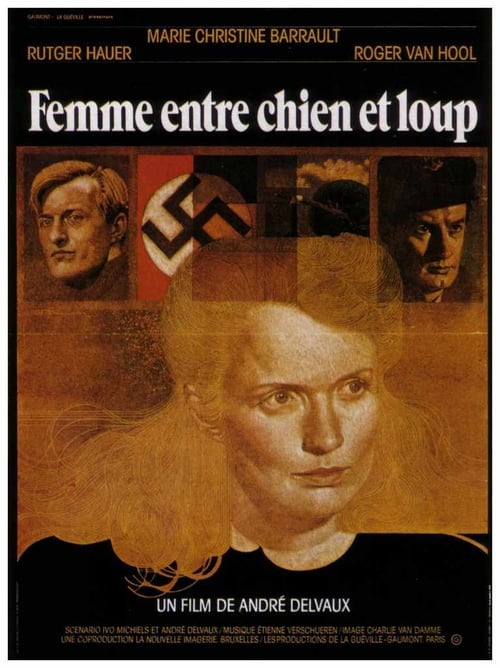 GAUMONT - LA GUÉVILLE présentent
MARIE CHRISTINE BARRAULT
RUTGER HAUER
ROGER VAN HOOL
Femme entre chien et loup
UN FILM DE ANDRÉ DELVAUX
SCENARIO IVO MICHIELS ET ANDRÉ DELVAUX / MUSIQUE ÉTIENNE VERSCHUEREN / IMAGE CHARLIE VAN DAMME
UNE COPRODUCTION LA NOUVELLE IMAGERIE. BRUXELLES / LES PRODUCTIONS DE LA GUÉVILLE - GAUMONT PARIS